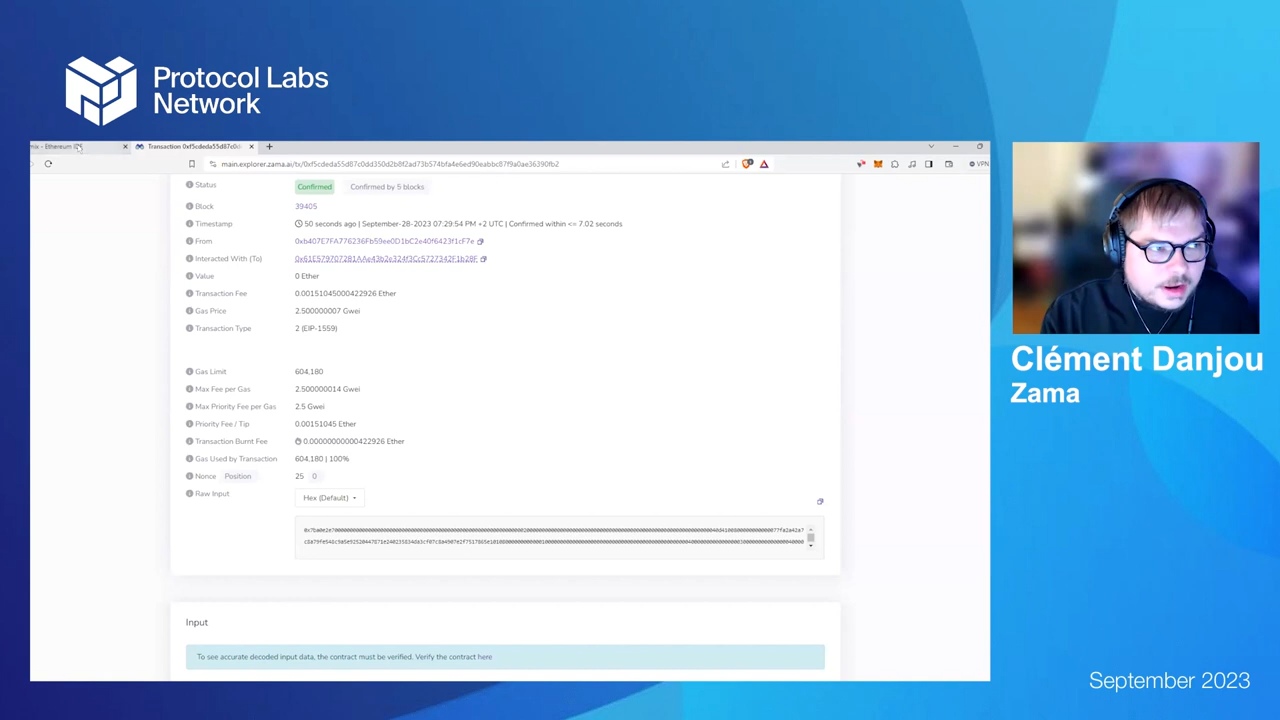 Protocol Labs
Network
mix - Ethereum IDE
Transaction 0xf5cdeda55d87c0d
main.explorer.zama.ai/tx/0xf5cdeda55d87c0dd350d2b8f2ad73b574bfa4e6ed90eabbc87f9a0ae36390fb2
VPN
Status
Confirmed
Confirmed by 5 blocks
Block
39405
Timestamp
50 seconds ago | September-28-2023 07:29:54 PM +2 UTC | Confirmed within <= 7.02 seconds
From
0xb407E7FA776236Fb59ee0D1bC2e40f6423f1cF7e
Interacted With (To)
0x61E579707281AAe43b2e324f3Cc5727342F1b28F
Value
0 Ether
Transaction Fee
0.00151045000422926 Ether
Gas Price
2.500000007 Gwei
Transaction Type
2 (EIP-1559)
Gas Limit
604,180
Max Fee per Gas
2.500000014 Gwei
Max Priority Fee per Gas
2.5 Gwei
Priority Fee / Tip
0.00151045 Ether
Transaction Burnt Fee
0.00000000000422926 Ether
Gas Used by Transaction
604,180 | 100%
Nonce Position
25 0
Raw Input
Hex (Default)
Input
To see accurate decoded input data, the contract must be verified. Verify the contract here
Clément Danjou
Zama
September 2023